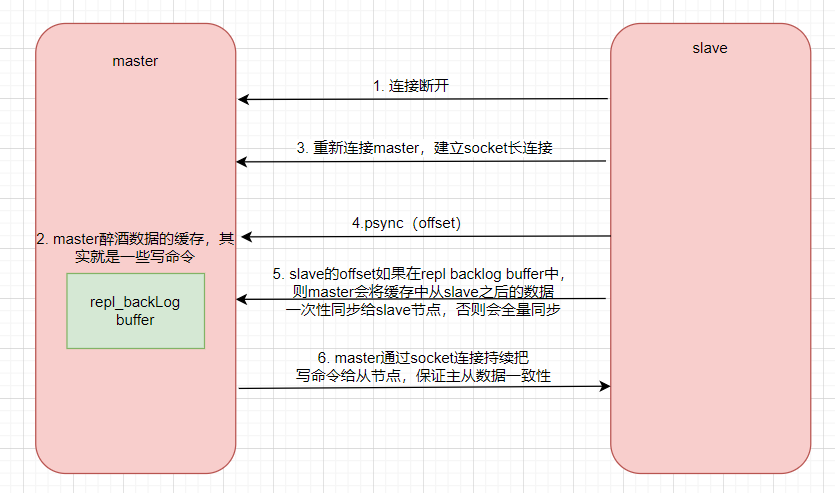 master
slave
1. 连接断开
3. 重新连接master，建立socket长连接
4.psync（offset）
2. master醉酒数据的缓存，其
实就是一些写命令
repl_backLog
buffer
5. slave的offset如果在repl backlog buffer中，
则master会将缓存中从slave之后的数据
一次性同步给slave节点，否则会全量同步
6. master通过socket连接持续把
写命令给从节点，保证主从数据一致性